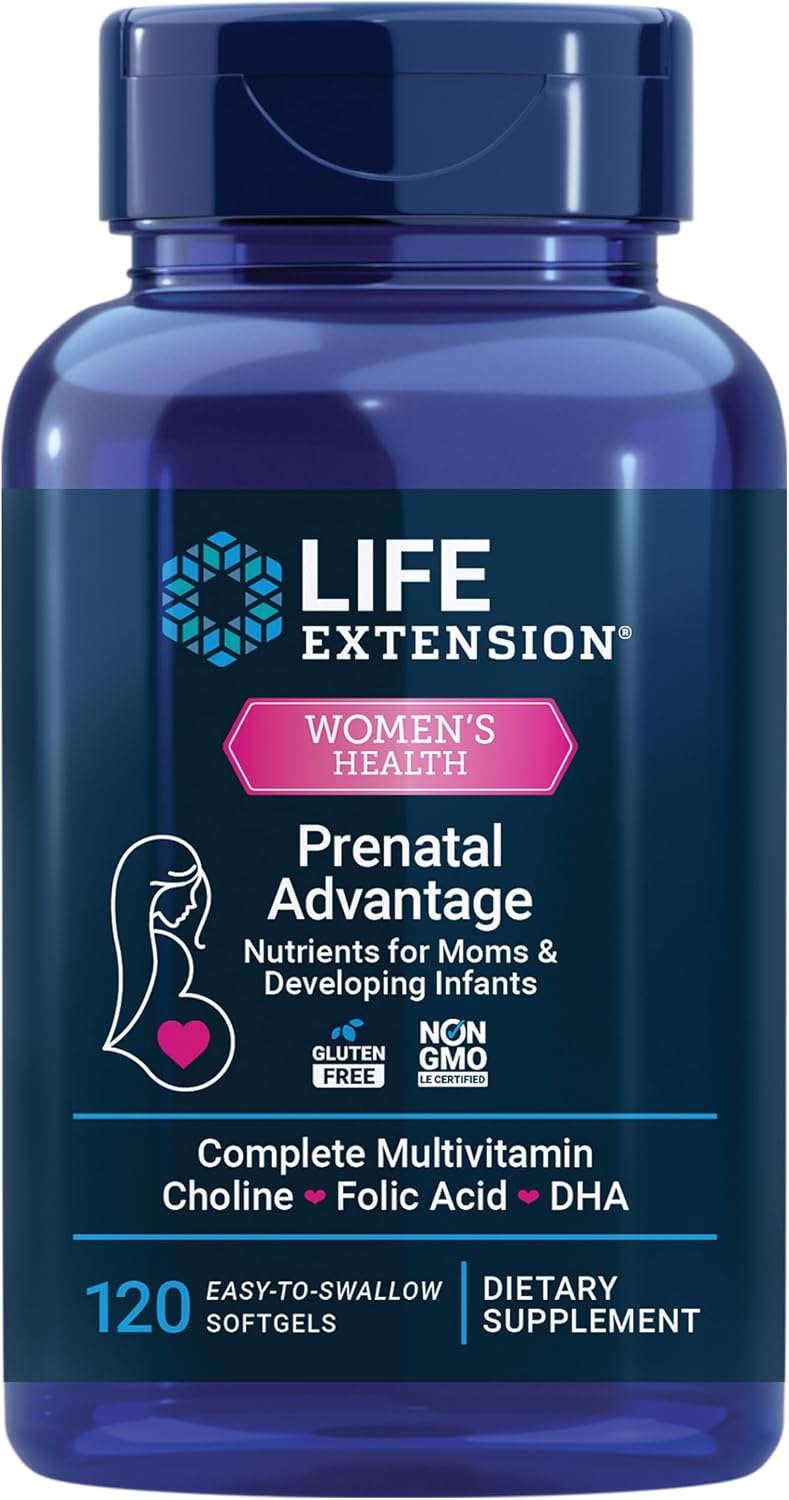 LIFE
EXTENSION®
WOMEN'S
HEALTH
Prenatal
Advantage
Nutrients for Moms &
Developing Infants
GLUTEN
FREE
NON
GMO
LE CERTIFIED
Complete Multivitamin
Choline ❤ Folic Acid ❤ DHA
120 EASY-TO-SWALLOW
SOFTGELS
DIETARY
SUPPLEMENT